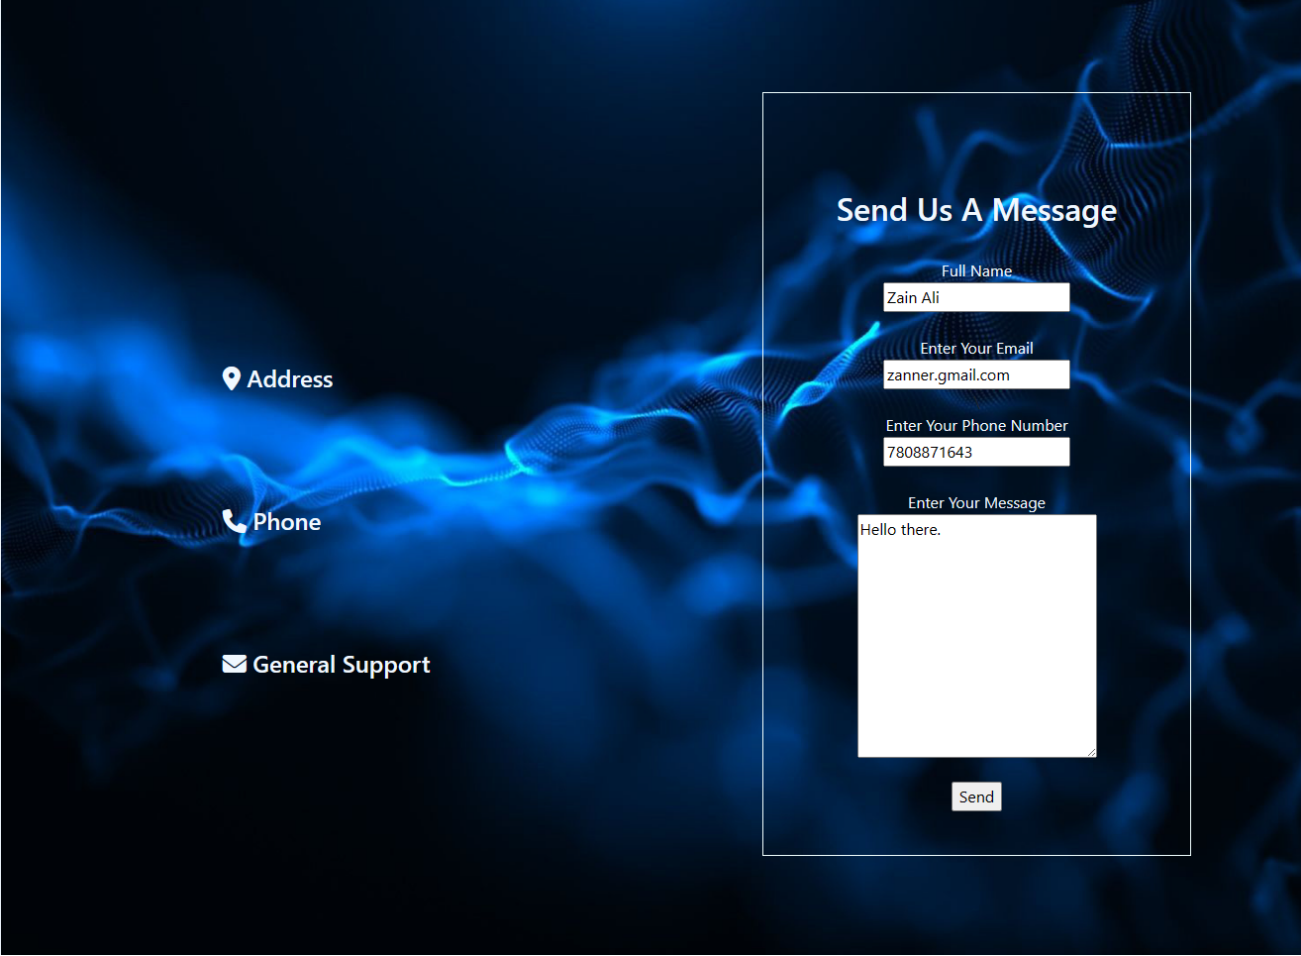 Address
Phone
General Support
Send Us A Message
Full Name
Zain Ali
Enter Your Email
zanner.gmail.com
Enter Your Phone Number
7808871643
Enter Your Message
Hello there.
Send